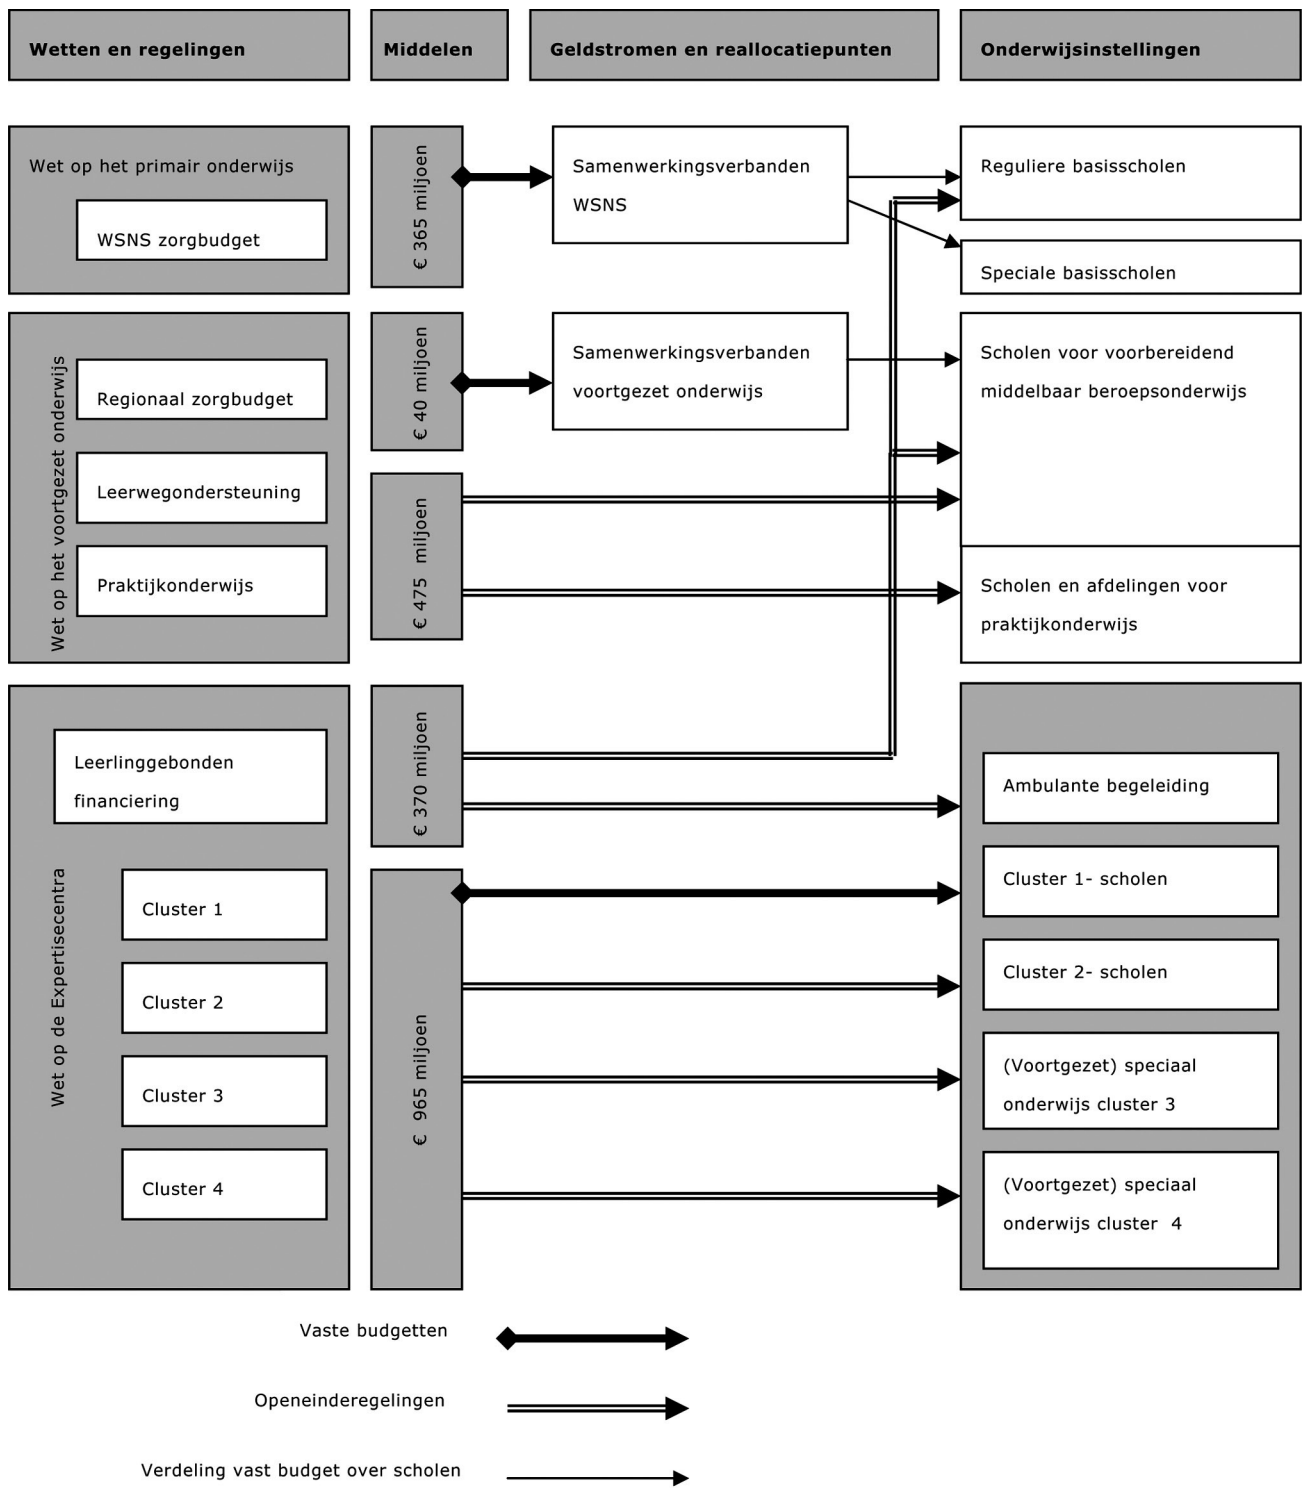 Wetten en regelingen
Middelen
Geldstromen en reallocatiepunten
Onderwijsinstellingen
Wet op het primair onderwijs
WSNS zorgbudget
€ 365 miljoen
Samenwerkingsverbanden
WSNS
Reguliere basisscholen
Speciale basisscholen
Wet op het voortgezet onderwijs
Regionaal zorgbudget
Leerwegondersteuning
Praktijkonderwijs
€ 40 miljoen
€ 475 miljoen
Samenwerkingsverbanden
voortgezet onderwijs
Scholen voor voorbereidend
middelbaar beroepsonderwijs
Scholen en afdelingen voor
praktijkonderwijs
Wet op de Expertisecentra
Leerlinggebonden
financiering
Cluster 1
Cluster 2
Cluster 3
Cluster 4
€ 370 miljoen
€ 965 miljoen
Ambulante begeleiding
Cluster 1- scholen
Cluster 2- scholen
(Voortgezet) speciaal
onderwijs cluster 3
(Voortgezet) speciaal
onderwijs cluster 4
Vaste budgetten
Openeinderegelingen
Verdeling vast budget over scholen